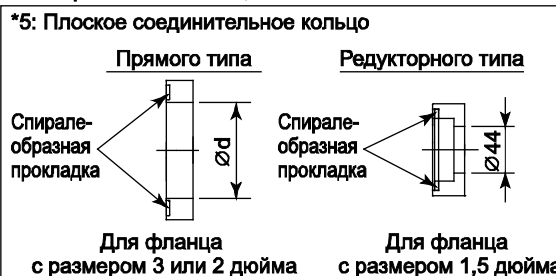 *5: Плоское соединительное кольцо
Прямого типа
Редукторного типа
Спирале-
образная
прокладка
Ød
Спирале-
образная
прокладка
Ø44
Для фланца
с размером 3 или 2 дюйма
Для фланца
с размером 1,5 дюйма